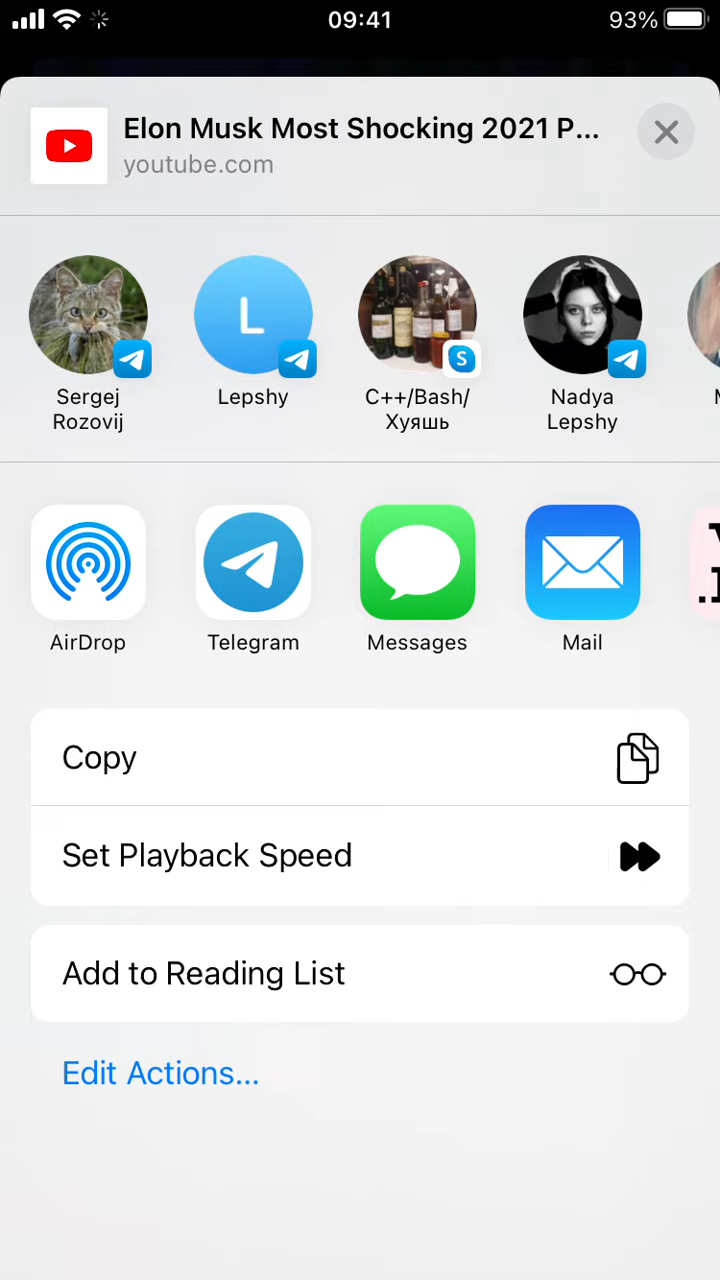 09:41
93%
Elon Musk Most Shocking 2021 P...
youtube.com
L
S
Sergej
Rozovij
Lepshy
C++/Bash/
Хуяшь
Nadya
Lepshy
AirDrop
Telegram
Messages
Mail
Copy
Set Playback Speed
Add to Reading List
Edit Actions...